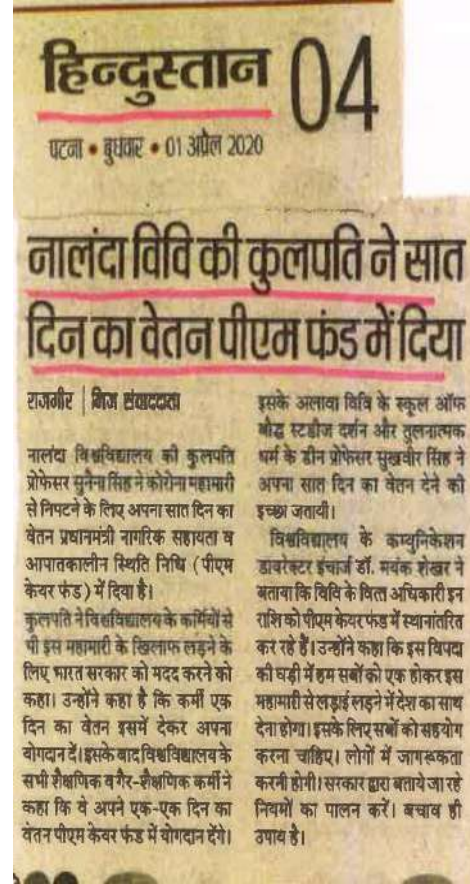 हिन्दुस्तान 04
पटना • बुधवार • 01 अप्रैल 2020
नालंदा विवि की कुलपति ने सात
दिन का वेतन पीएम फंड में दिया
राजगीर | निज संवाददाता
नालंदा विश्वविद्यालय की कुलपति
प्रोफेसर सुनैना सिंह ने कोरोना महामारी
से निपटने के लिए अपना सात दिन का
वेतन प्रधानमंत्री नागरिक सहायता व
आपातकालीन स्थिति निधि (पीएम
केयर फंड) में दिया है।
कुलपति ने विश्वविद्यालय के कर्मियों से
भी इस महामारी के खिलाफ लड़ने के
लिए भारत सरकार को मदद करने को
कहा। उन्होंने कहा है कि कर्मी एक
दिन का वेतन इसमें देकर अपना
योगदान दें। इसके बाद विश्वविद्यालय के
सभी शैक्षणिक व गैर-शैक्षणिक कर्मी ने
कहा कि वे अपने एक-एक दिन का
वेतन पीएम केयर फंड में योगदान देंगे।
इसके अलावा विवि के स्कूल ऑफ
बौद्ध स्टडीज दर्शन और तुलनात्मक
धर्म के डीन प्रोफेसर सुखवीर सिंह ने
अपना सात दिन का वेतन देने की
इच्छा जतायी।
विश्वविद्यालय के कम्युनिकेशन
डायरेक्टर इंचार्ज डॉ. मयंक शेखर ने
बताया कि विवि के वित्त अधिकारी इन
राशि को पीएम केयर फंड में स्थानांतरित
कर रहे हैं। उन्होंने कहा कि इस विपदा
की घड़ी में हम सबों को एक होकर इस
महामारी से लड़ाई लड़ने में देश का साथ
देना होगा। इसके लिए सबों को सहयोग
करना चाहिए। लोगों में जागरूकता
करनी होगी। सरकार द्वारा बताये जा रहे
नियमों का पालन करें। बचाव ही
उपाय है।